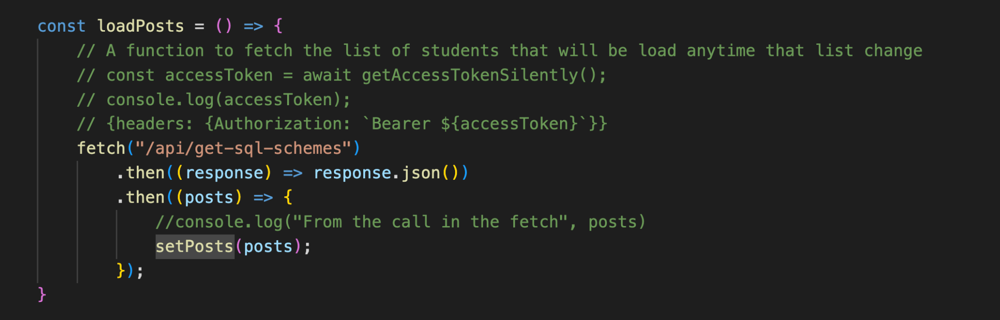 const loadPosts = () => {
// A function to fetch the list of students that will be load anytime that list change
// const accessToken = await getAccessTokenSilently();
// console.log(accessToken);
// {headers: {Authorization: `Bearer ${accessToken}`}}
fetch("/api/get-sql-schemes")
.then((response) => response.json())
.then((posts) => {
//console.log("From the call in the fetch", posts)
setPosts(posts);
});
}